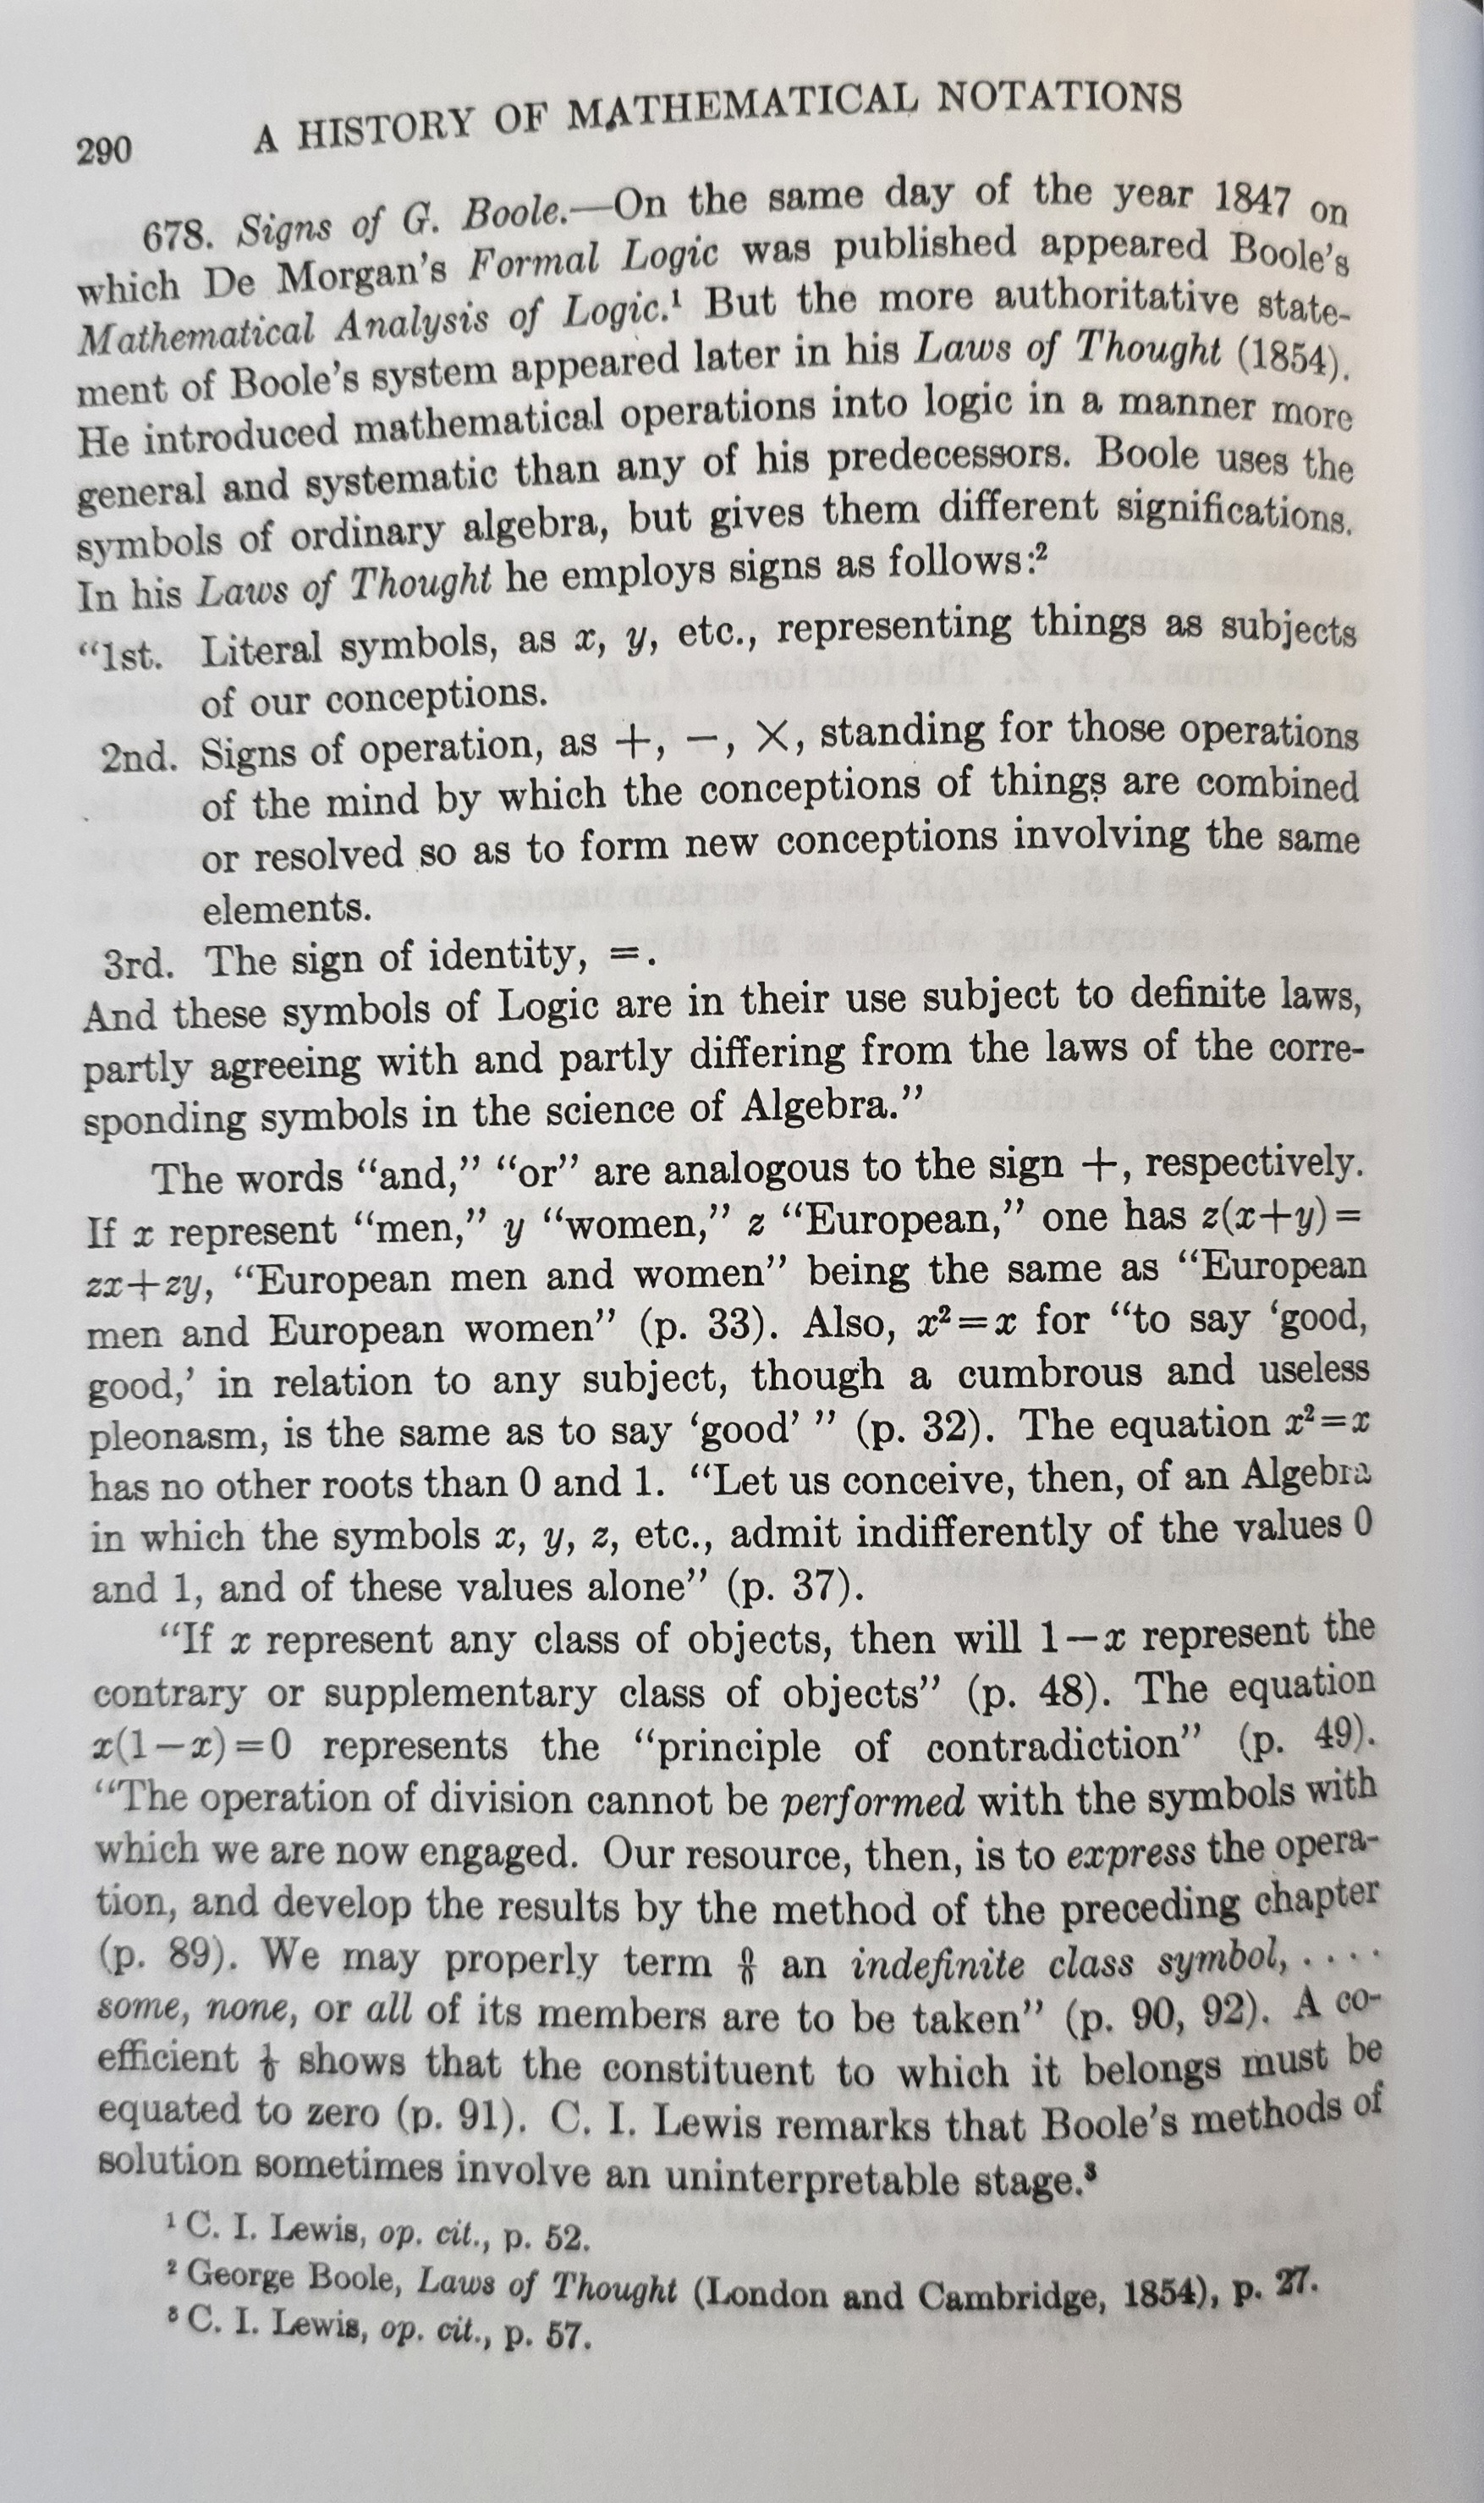 290 A HISTORY OF MATHEMATICAL NOTATIONS
678. Signs of G. Boole.—On the same day of the year 1847 on
which De Morgan's Formal Logic was published appeared Boole's
Mathematical Analysis of Logic.¹ But the more authoritative state-
ment of Boole's system appeared later in his Laws of Thought (1854).
He introduced mathematical operations into logic in a manner more
general and systematic than any of his predecessors. Boole uses the
symbols of ordinary algebra, but gives them different significations.
In his Laws of Thought he employs signs as follows:²
“1st. Literal symbols, as x, y, etc., representing things as subjects
of our conceptions.
2nd. Signs of operation, as +, −, ×, standing for those operations
of the mind by which the conceptions of things are combined
or resolved so as to form new conceptions involving the same
elements.
3rd. The sign of identity, =.
And these symbols of Logic are in their use subject to definite laws,
partly agreeing with and partly differing from the laws of the corre-
sponding symbols in the science of Algebra.”
The words “and,” “or” are analogous to the sign +, respectively.
If x represent “men,” y “women,” z “European,” one has z(x+y)=
zx+zy, “European men and women” being the same as “European
men and European women” (p. 33). Also, x²=x for “to say ‘good,
good,’ in relation to any subject, though a cumbrous and useless
pleonasm, is the same as to say ‘good’ ” (p. 32). The equation x²=x
has no other roots than 0 and 1. “Let us conceive, then, of an Algebra
in which the symbols x, y, z, etc., admit indifferently of the values 0
and 1, and of these values alone” (p. 37).
“If x represent any class of objects, then will 1−x represent the
contrary or supplementary class of objects” (p. 48). The equation
x(1−x)=0 represents the “principle of contradiction” (p. 49).
“The operation of division cannot be performed with the symbols with
which we are now engaged. Our resource, then, is to express the opera-
tion, and develop the results by the method of the preceding chapter
(p. 89). We may properly term 0/0 an indefinite class symbol, . . . .
some, none, or all of its members are to be taken” (p. 90, 92). A co-
efficient 1/0 shows that the constituent to which it belongs must be
equated to zero (p. 91). C. I. Lewis remarks that Boole's methods of
solution sometimes involve an uninterpretable stage.³
¹ C. I. Lewis, op. cit., p. 52.
² George Boole, Laws of Thought (London and Cambridge, 1854), p. 27.
³ C. I. Lewis, op. cit., p. 57.